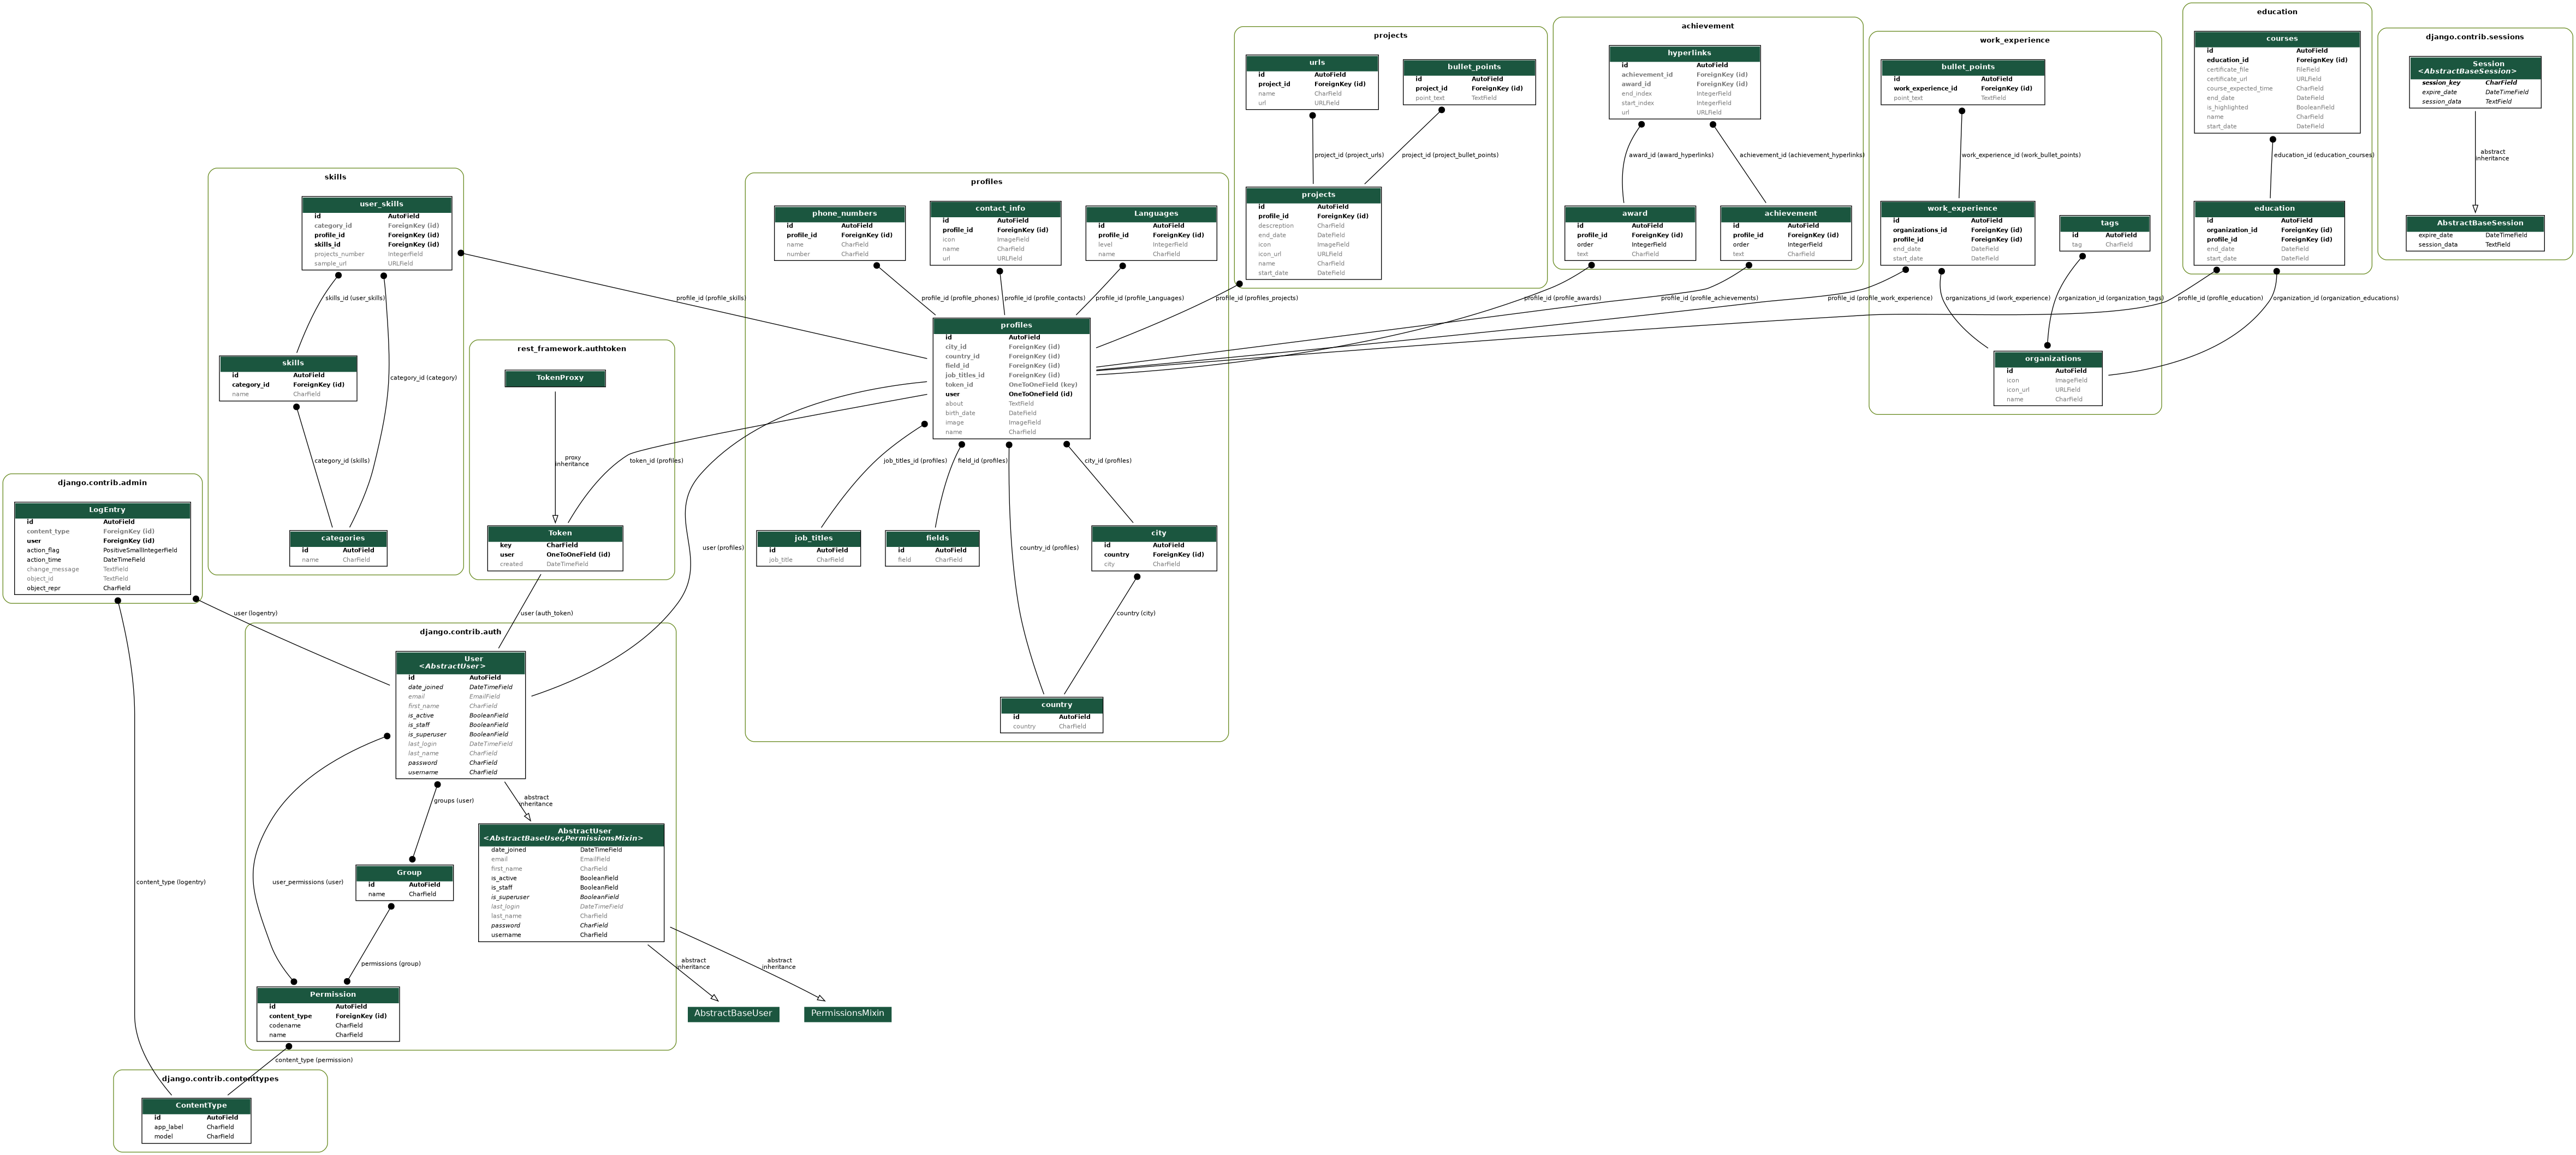 skills
user_skills
id AutoField
category_id ForeignKey (id)
profile_id ForeignKey (id)
skills_id ForeignKey (id)
projects_number IntegerField
sample_url URLField
skills_id (user_skills)
category_id (category)
skills
id AutoField
category_id ForeignKey (id)
name CharField
category_id (skills)
categories
id AutoField
name CharField
profile_id (profile_skills)
rest_framework.authtoken
TokenProxy
proxy
inheritance
token_id (profiles)
Token
key CharField
user OneToOneField (id)
created DateTimeField
user (auth_token)
user (profiles)
django.contrib.admin
LogEntry
id AutoField
content_type ForeignKey (id)
user ForeignKey (id)
action_flag PositiveSmallIntegerField
action_time DateTimeField
change_message TextField
object_id TextField
object_repr CharField
user (logentry)
content_type (logentry)
django.contrib.auth
User
<AbstractUser>
id AutoField
date_joined DateTimeField
email EmailField
first_name CharField
is_active BooleanField
is_staff BooleanField
is_superuser BooleanField
last_login DateTimeField
last_name CharField
password CharField
username CharField
groups (user)
abstract
inheritance
user_permissions (user)
AbstractUser
<AbstractBaseUser,PermissionsMixin>
date_joined DateTimeField
email EmailField
first_name CharField
is_active BooleanField
is_staff BooleanField
is_superuser BooleanField
last_login DateTimeField
last_name CharField
password CharField
username CharField
Group
id AutoField
name CharField
permissions (group)
abstract
inheritance
abstract
inheritance
AbstractBaseUser
PermissionsMixin
Permission
id AutoField
content_type ForeignKey (id)
codename CharField
name CharField
content_type (permission)
django.contrib.contenttypes
ContentType
id AutoField
app_label CharField
model CharField
profiles
phone_numbers
id AutoField
profile_id ForeignKey (id)
name CharField
number CharField
contact_info
id AutoField
profile_id ForeignKey (id)
icon ImageField
name CharField
url URLField
Languages
id AutoField
profile_id ForeignKey (id)
level IntegerField
name CharField
profile_id (profile_phones)
profile_id (profile_contacts)
profile_id (profile_Languages)
profiles
id AutoField
city_id ForeignKey (id)
country_id ForeignKey (id)
field_id ForeignKey (id)
job_titles_id ForeignKey (id)
token_id OneToOneField (key)
user OneToOneField (id)
about TextField
birth_date DateField
image ImageField
name CharField
job_titles_id (profiles)
field_id (profiles)
city_id (profiles)
country_id (profiles)
job_titles
id AutoField
job_title CharField
fields
id AutoField
field CharField
city
id AutoField
country ForeignKey (id)
city CharField
country (city)
country
id AutoField
country CharField
projects
urls
id AutoField
project_id ForeignKey (id)
name CharField
url URLField
bullet_points
id AutoField
project_id ForeignKey (id)
point_text TextField
project_id (project_urls)
project_id (project_bullet_points)
projects
id AutoField
profile_id ForeignKey (id)
descreption CharField
end_date DateField
icon ImageField
icon_url URLField
name CharField
start_date DateField
profile_id (profiles_projects)
achievement
hyperlinks
id AutoField
achievement_id ForeignKey (id)
award_id ForeignKey (id)
end_index IntegerField
start_index IntegerField
url URLField
award_id (award_hyperlinks)
achievement_id (achievement_hyperlinks)
award
id AutoField
profile_id ForeignKey (id)
order IntegerField
text CharField
achievement
id AutoField
profile_id ForeignKey (id)
order IntegerField
text CharField
profile_id (profile_awards)
profile_id (profile_achievements)
work_experience
bullet_points
id AutoField
work_experience_id ForeignKey (id)
point_text TextField
work_experience_id (work_bullet_points)
work_experience
id AutoField
organizations_id ForeignKey (id)
profile_id ForeignKey (id)
end_date DateField
start_date DateField
tags
id AutoField
tag CharField
profile_id (profile_work_experience)
organizations_id (work_experience)
organization_id (organization_tags)
organizations
id AutoField
icon ImageField
icon_url URLField
name CharField
education
courses
id AutoField
education_id ForeignKey (id)
certificate_file FileField
certificate_url URLField
course_expected_time CharField
end_date DateField
is_highlighted BooleanField
name CharField
start_date DateField
education_id (education_courses)
education
id AutoField
organization_id ForeignKey (id)
profile_id ForeignKey (id)
end_date DateField
start_date DateField
profile_id (profile_education)
organization_id (organization_educations)
django.contrib.sessions
Session
<AbstractBaseSession>
session_key CharField
expire_date DateTimeField
session_data TextField
abstract
inheritance
AbstractBaseSession
expire_date DateTimeField
session_data TextField